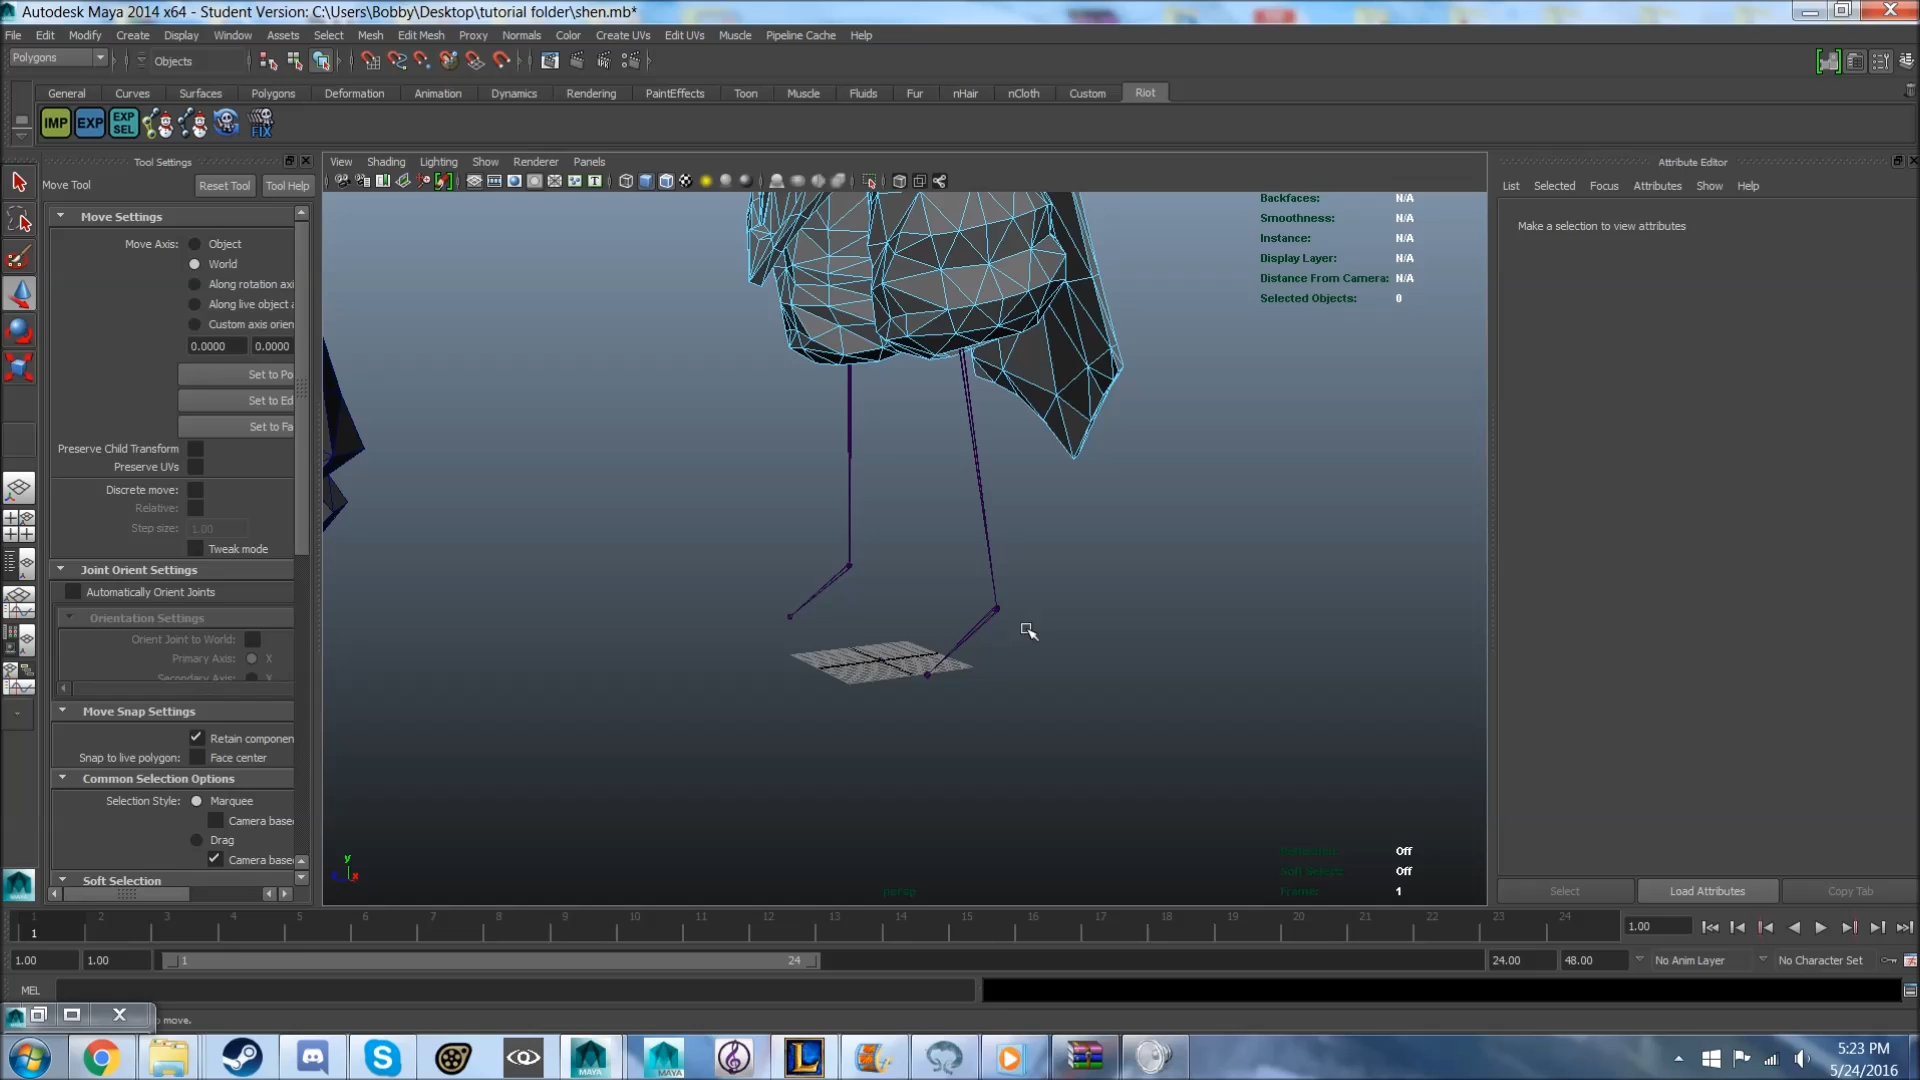 Autodesk Maya 2014 x64 - Student Version: C:\Users\Bobby\Desktop\tutorial folder\shen.mb*
File Edit Modify Create Display Window Assets Select Mesh Edit Mesh Proxy Normals Color Create UVs Edit UVs Muscle Pipeline Cache Help
Polygons Objects
General Curves Surfaces Polygons Deformation Animation Dynamics Rendering PaintEffects Toon Muscle Fluids Fur nHair nCloth Custom Riot
IMP EXP EXP SEL FIX
Tool Settings
Move Tool Reset Tool Tool Help
Move Settings
Move Axis: Object
World
Along rotation axi
Along live object a
Custom axis orien
0.0000 0.0000
Set to Po
Set to Ed
Set to Fa
Preserve Child Transform
Preserve UVs
Discrete move:
Relative:
Step size: 1.00
Tweak mode
Joint Orient Settings
Automatically Orient Joints
Orientation Settings
Orient Joint to World:
Primary Axis: X
Secondary Axis:
Move Snap Settings
Retain componen
Snap to live polygon: Face center
Common Selection Options
Selection Style: Marquee
Camera base
Drag
Camera base
Soft Selection
View Shading Lighting Show Renderer Panels
Backfaces: N/A
Smoothness: N/A
Instance: N/A
Display Layer: N/A
Distance From Camera: N/A
Selected Objects: 0
Off
Soft Select: Off
Frame: 1
persp
y
x
Attribute Editor
List Selected Focus Attributes Show Help
Make a selection to view attributes
Select Load Attributes Copy Tab
1 2 3 4 5 6 7 8 9 10 11 12 13 14 15 16 17 18 19 20 21 22 23 24
1 1.00
1.00 1.00 1 24 24.00 48.00 No Anim Layer No Character Set
MEL
move.
MAYA MAYA
5:23 PM
5/24/2016